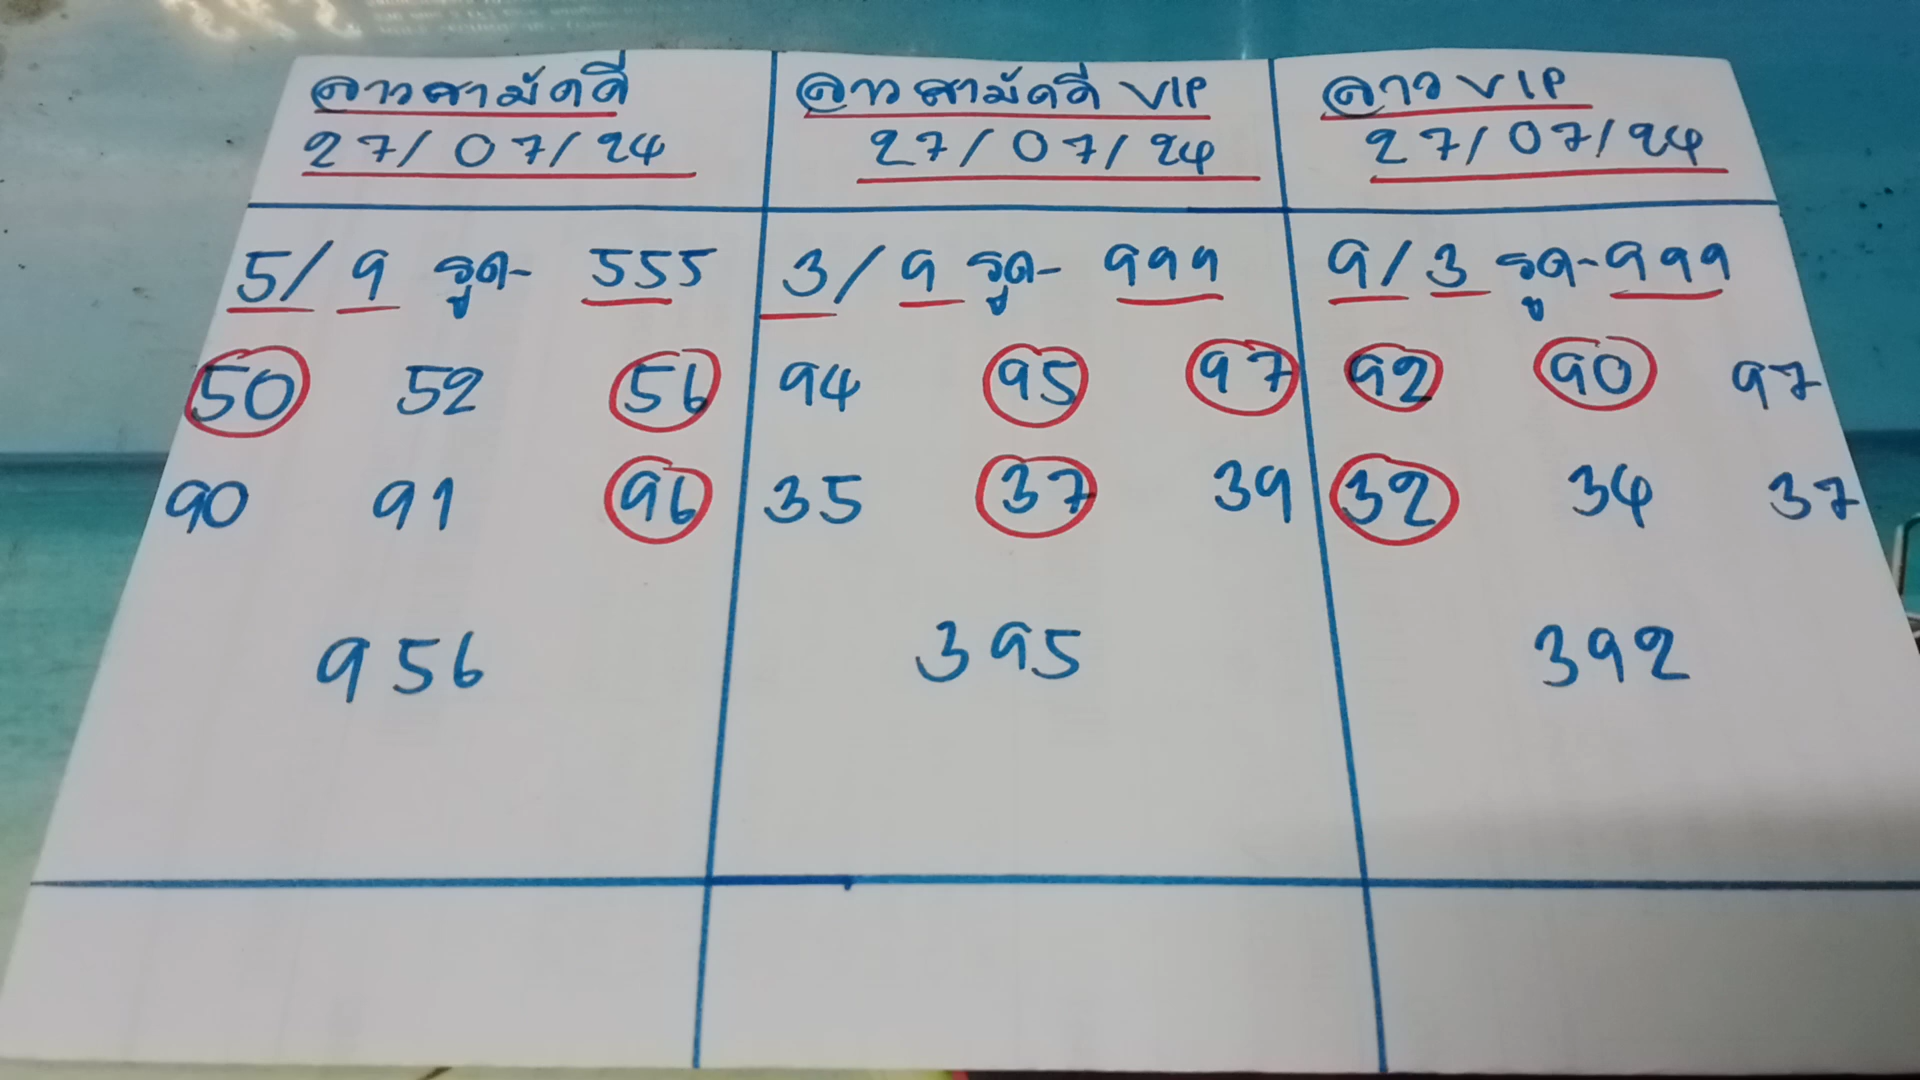 ลาวสามัคดี
27/07/24
5/9 รูด- 555
50 52 56
90 91 96
956
ลาวสามัคดี VIP
27/07/24
3/9 รูด- 999
94 95 97
35 37 39
395
ลาว VIP
27/07/24
9/3 รูด-999
92 90 97
32 34 37
392